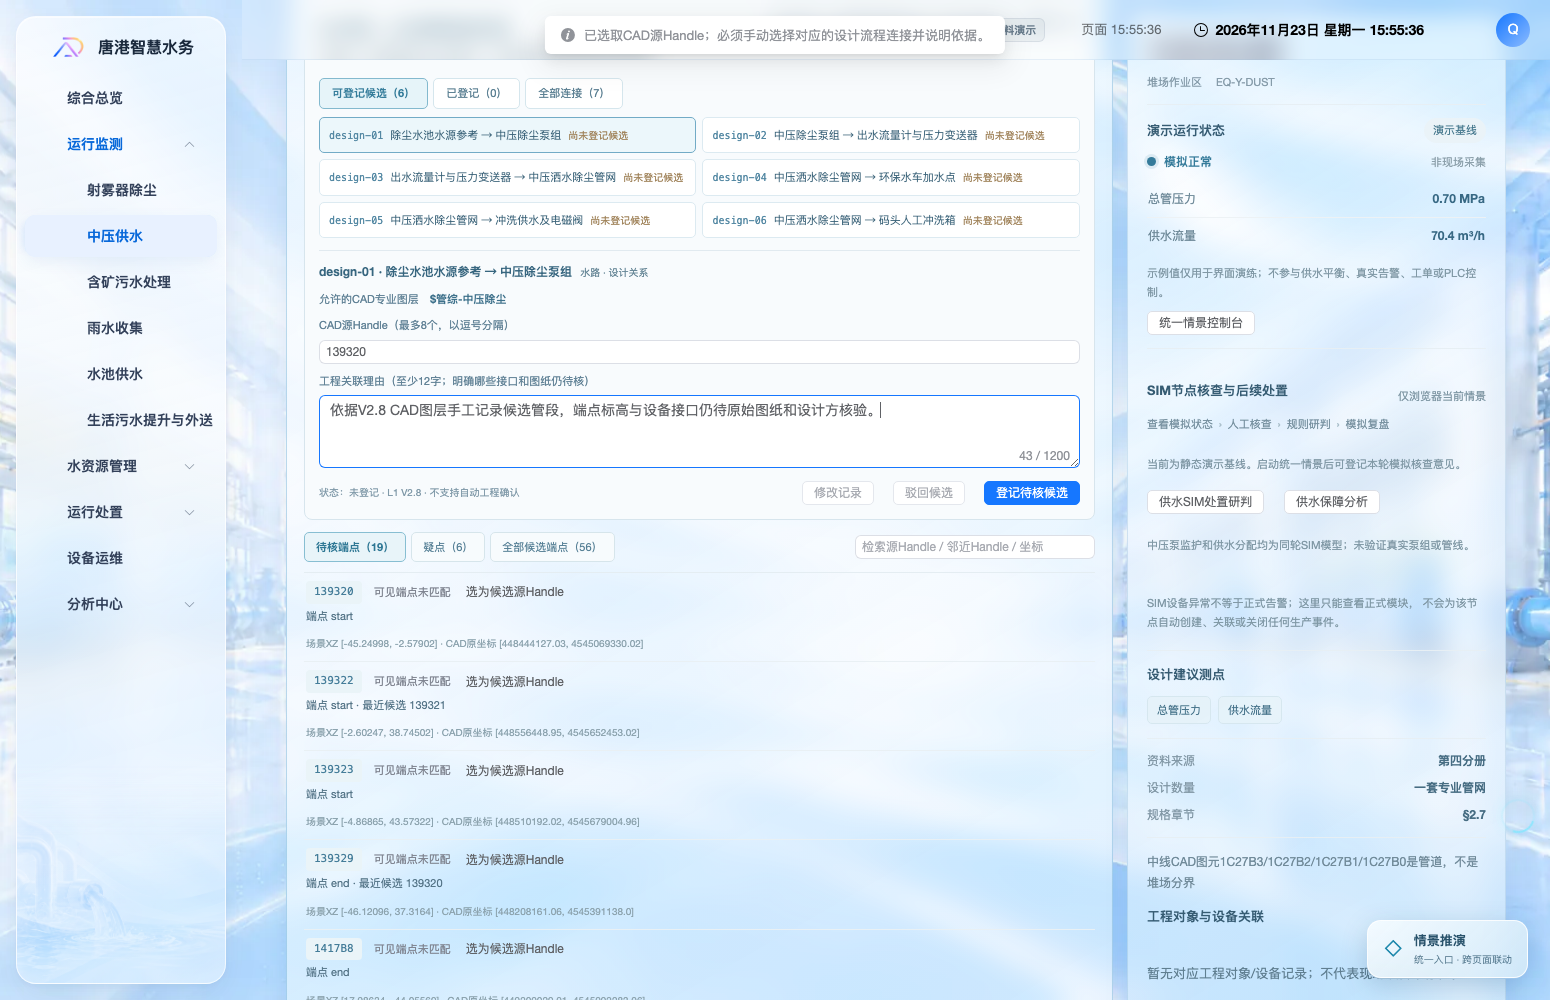 唐港智慧水务
综合总览
运行监测
射雾器除尘
中压供水
含矿污水处理
雨水收集
水池供水
生活污水提升与外送
水资源管理
运行处置
设备运维
分析中心
已选取CAD源Handle；必须手动选择对应的设计流程连接并说明依据。
料演示
页面 15:55:36
2026年11月23日 星期一 15:55:36
Q
可登记候选（6）
已登记（0）
全部连接（7）
design-01 除尘水池水源参考 → 中压除尘泵组 尚未登记候选
design-02 中压除尘泵组 → 出水流量计与压力变送器 尚未登记候选
design-03 出水流量计与压力变送器 → 中压洒水除尘管网 尚未登记候选
design-04 中压洒水除尘管网 → 环保水车加水点 尚未登记候选
design-05 中压洒水除尘管网 → 冲洗供水及电磁阀 尚未登记候选
design-06 中压洒水除尘管网 → 码头人工冲洗箱 尚未登记候选
design-01 · 除尘水池水源参考 → 中压除尘泵组 水路 · 设计关系
允许的CAD专业图层 $管综-中压除尘
CAD源Handle（最多8个，以逗号分隔）
139320
工程关联理由（至少12字；明确哪些接口和图纸仍待核）
依据V2.8 CAD图层手工记录候选管段，端点标高与设备接口仍待原始图纸和设计方核验。
43 / 1200
状态：未登记 · L1 V2.8 · 不支持自动工程确认
修改记录
驳回候选
登记待核候选
待核端点（19）
疑点（6）
全部候选端点（56）
检索源Handle / 邻近Handle / 坐标
139320 可见端点未匹配 选为候选源Handle
端点 start
场景XZ [-45.24998, -2.57902] · CAD原坐标 [448444127.03, 4545069330.02]
139322 可见端点未匹配 选为候选源Handle
端点 start · 最近候选 139321
场景XZ [-2.60247, 38.74502] · CAD原坐标 [448556448.95, 4545652453.02]
139323 可见端点未匹配 选为候选源Handle
端点 start
场景XZ [-4.86865, 43.57322] · CAD原坐标 [448510192.02, 4545679004.96]
139329 可见端点未匹配 选为候选源Handle
端点 end · 最近候选 139320
场景XZ [-46.12096, 37.3164] · CAD原坐标 [448208161.06, 4545391138.0]
1417B8 可见端点未匹配 选为候选源Handle
端点 end
堆场作业区 EQ-Y-DUST
演示运行状态
演示基线
模拟正常
非现场采集
总管压力 0.70 MPa
供水流量 70.4 m³/h
示例值仅用于界面演练；不参与供水平衡、真实告警、工单或PLC控
制。
统一情景控制台
SIM节点核查与后续处置
仅浏览器当前情景
查看模拟状态 › 人工核查 › 规则研判 › 模拟复盘
当前为静态演示基线。启动统一情景后可登记本轮模拟核查意见。
供水SIM处置研判
供水保障分析
中压泵监护和供水分配均为同轮SIM模型；未验证真实泵组或管线。
SIM设备异常不等于正式告警；这里只能查看正式模块， 不会为该节
点自动创建、关联或关闭任何生产事件。
设计建议测点
总管压力
供水流量
资料来源 第四分册
设计数量 一套专业管网
规格章节 §2.7
中线CAD图元1C27B3/1C27B2/1C27B1/1C27B0是管道，不是
堆场分界
工程对象与设备关联
暂无对应工程对象/设备记录；不代表现
情景推演
统一入口 · 跨页面联动